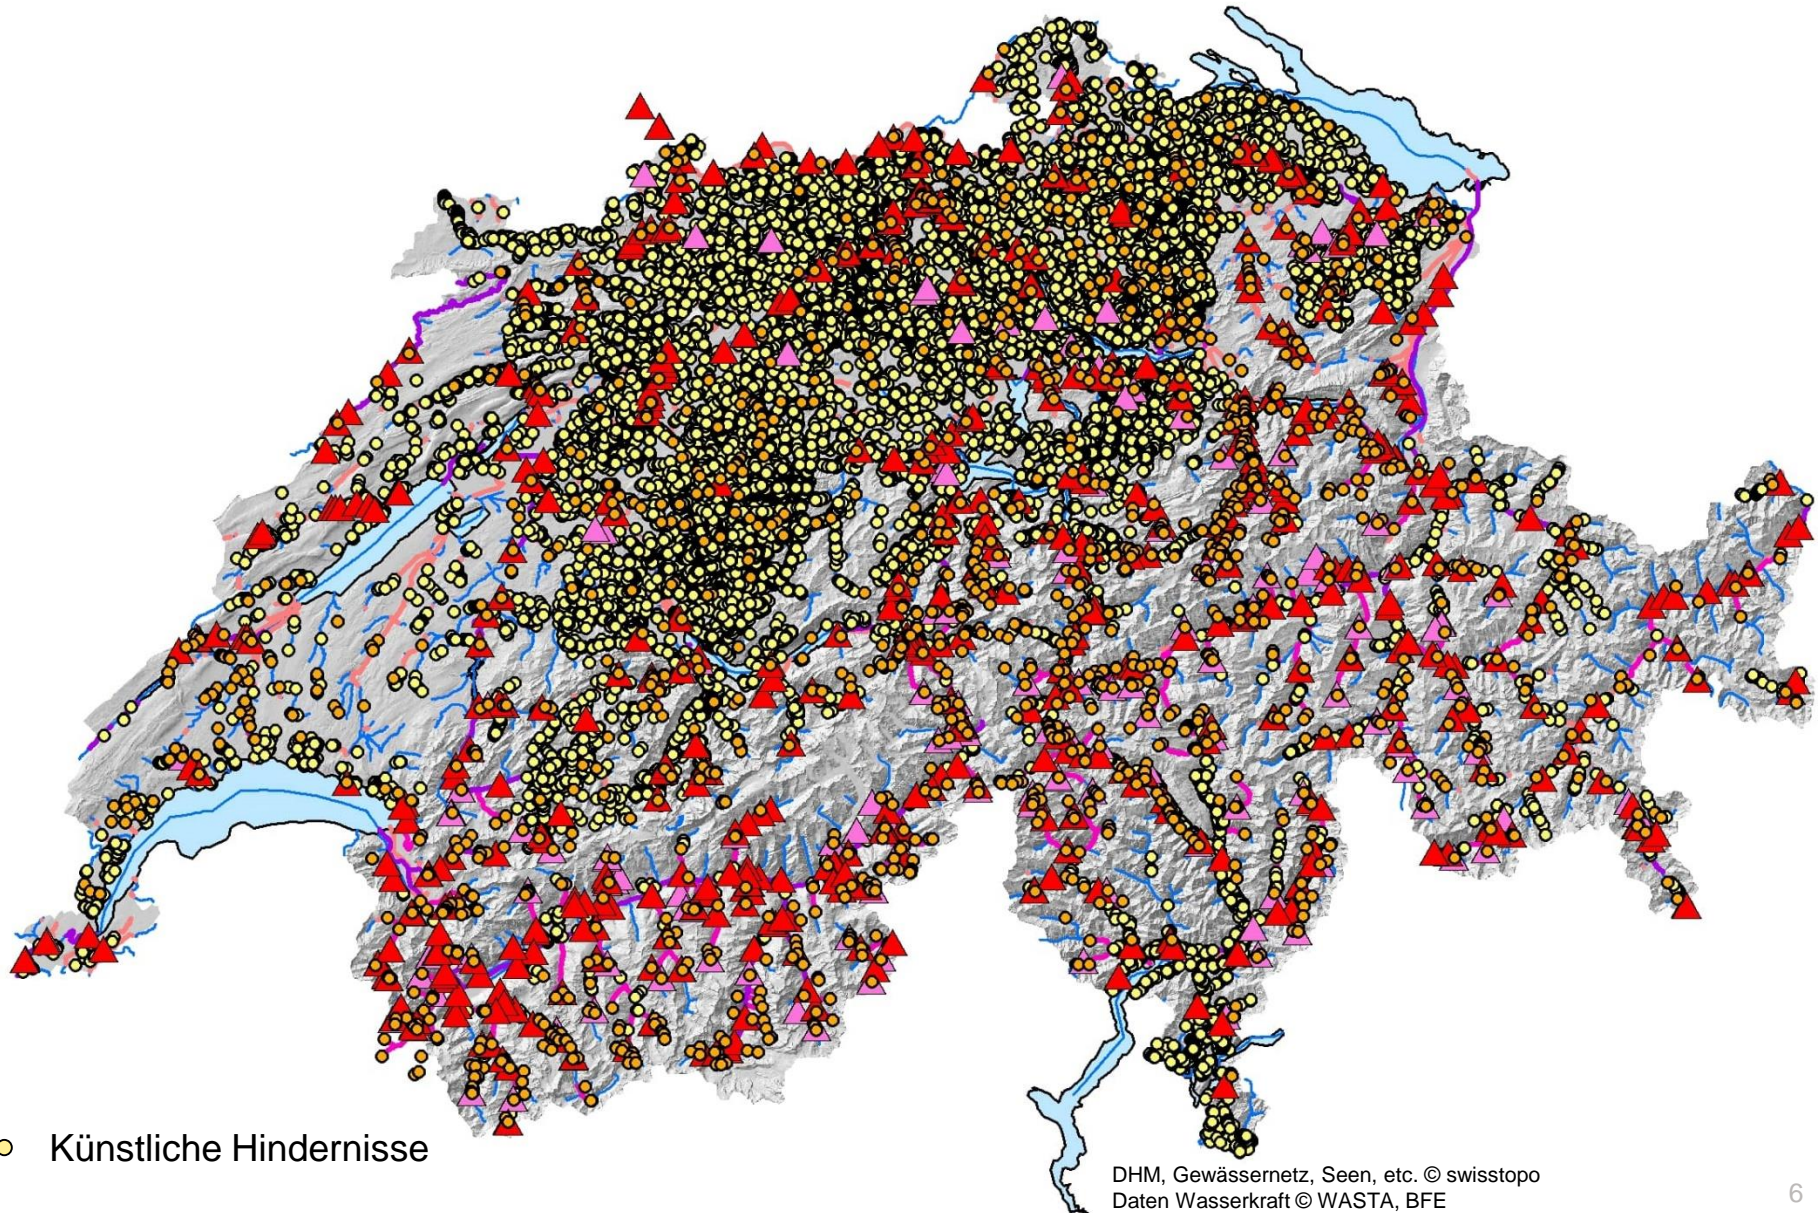 Künstliche Hindernisse
DHM, Gewässernetz, Seen, etc. © swisstopo
Daten Wasserkraft © WASTA, BFE
6